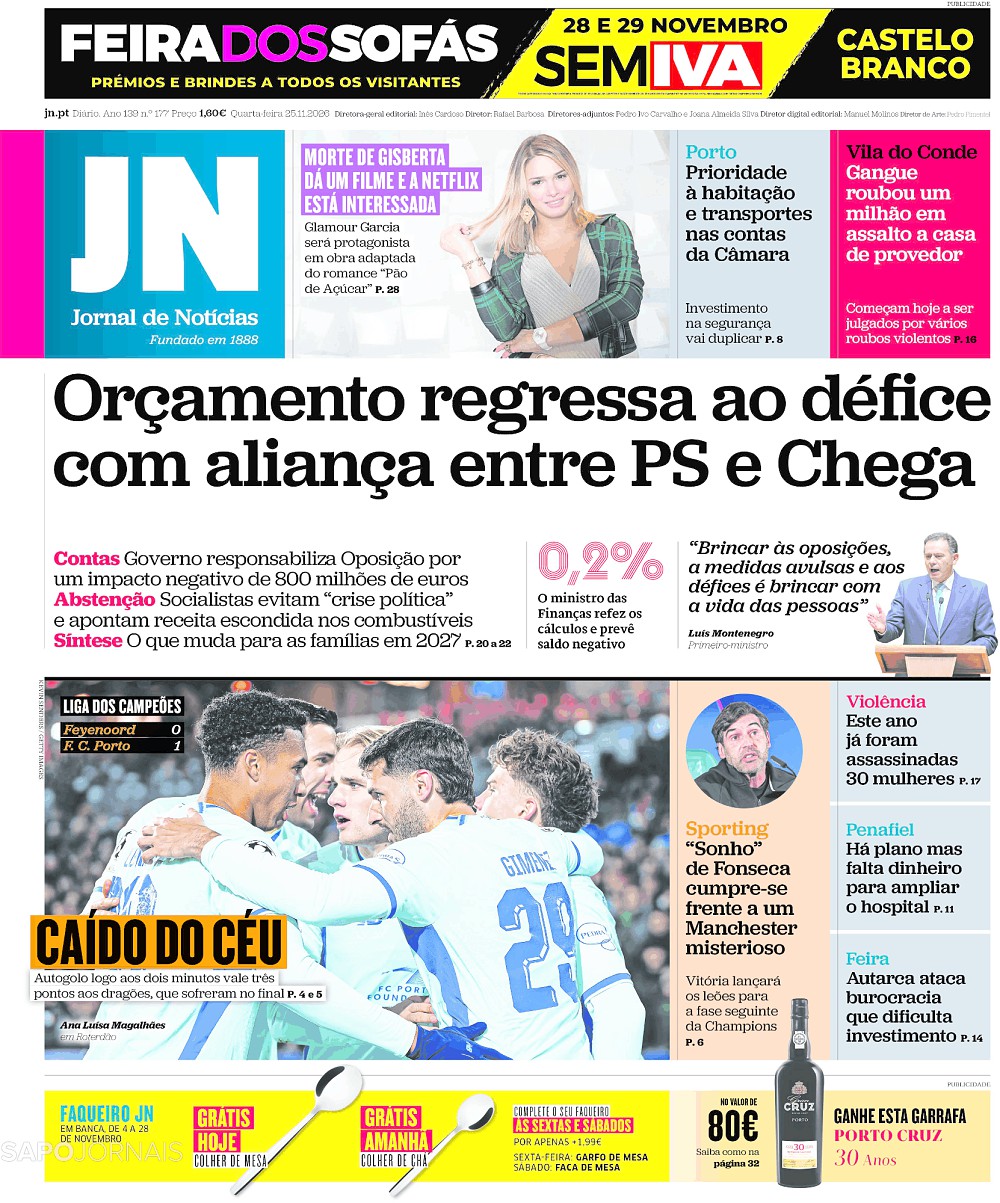 PUBLICIDADE
FEIRADOSSOFÁS
PRÉMIOS E BRINDES A TODOS OS VISITANTES
28 E 29 NOVEMBRO
SEMIVA
CASTELO
BRANCO
jn.pt Diário. Ano 139 n.º 177 Preço 1,60€ Quarta-feira 25.11.2026 Diretora-geral editorial: Inês Cardoso Diretor: Rafael Barbosa Diretores-adjuntos: Pedro Ivo Carvalho e Joana Almeida Silva Diretor digital editorial: Manuel Molinos Diretor de Arte: Pedro Pimentel
JN
Jornal de Notícias
Fundado em 1888
MORTE DE GISBERTA
DÁ UM FILME E A NETFLIX
ESTÁ INTERESSADA
Glamour Garcia
será protagonista
em obra adaptada
do romance “Pão
de Açúcar” P. 28
Porto
Prioridade
à habitação
e transportes
nas contas
da Câmara
Investimento
na segurança
vai duplicar P. 8
Vila do Conde
Gangue
roubou um
milhão em
assalto a casa
de provedor
Começam hoje a ser
julgados por vários
roubos violentos P. 16
Orçamento regressa ao défice
com aliança entre PS e Chega
Contas Governo responsabiliza Oposição por
um impacto negativo de 800 milhões de euros
Abstenção Socialistas evitam “crise política”
e apontam receita escondida nos combustíveis
Síntese O que muda para as famílias em 2027 P. 20 a 22
0,2%
O ministro das
Finanças refez os
cálculos e prevê
saldo negativo
“Brincar às oposições,
a medidas avulsas e aos
défices é brincar com
a vida das pessoas”
Luís Montenegro
Primeiro-ministro
KEVIN SENTJENS / GETTY IMAGES
LIGA DOS CAMPEÕES
Feyenoord 0
F. C. Porto 1
GIMENE
29
PEDRAS
FC PORT
FOUND
CAÍDO DO CÉU
Autogolo logo aos dois minutos vale três
pontos aos dragões, que sofreram no final P. 4 e 5
Ana Luísa Magalhães
em Roterdão
Sporting
“Sonho”
de Fonseca
cumpre-se
frente a um
Manchester
misterioso
Vitória lançará
os leões para
a fase seguinte
da Champions
P. 6
Violência
Este ano
já foram
assassinadas
30 mulheres P. 17
Penafiel
Há plano mas
falta dinheiro
para ampliar
o hospital P. 11
Feira
Autarca ataca
burocracia
que dificulta
investimento P. 14
PUBLICIDADE
FAQUEIRO JN
EM BANCA, DE 4 A 28
DE NOVEMBRO
GRÁTIS
HOJE
COLHER DE MESA
GRÁTIS
AMANHÃ
COLHER DE CHÁ
COMPLETE O SEU FAQUEIRO
ÀS SEXTAS E SÁBADOS
POR APENAS +1,99€
SEXTA-FEIRA: GARFO DE MESA
SÁBADO: FACA DE MESA
NO VALOR DE
80€
Saiba como na
página 32
CRUZ
PORTO
30
GANHE ESTA GARRAFA
PORTO CRUZ
30 Anos
SAPOJORNAIS